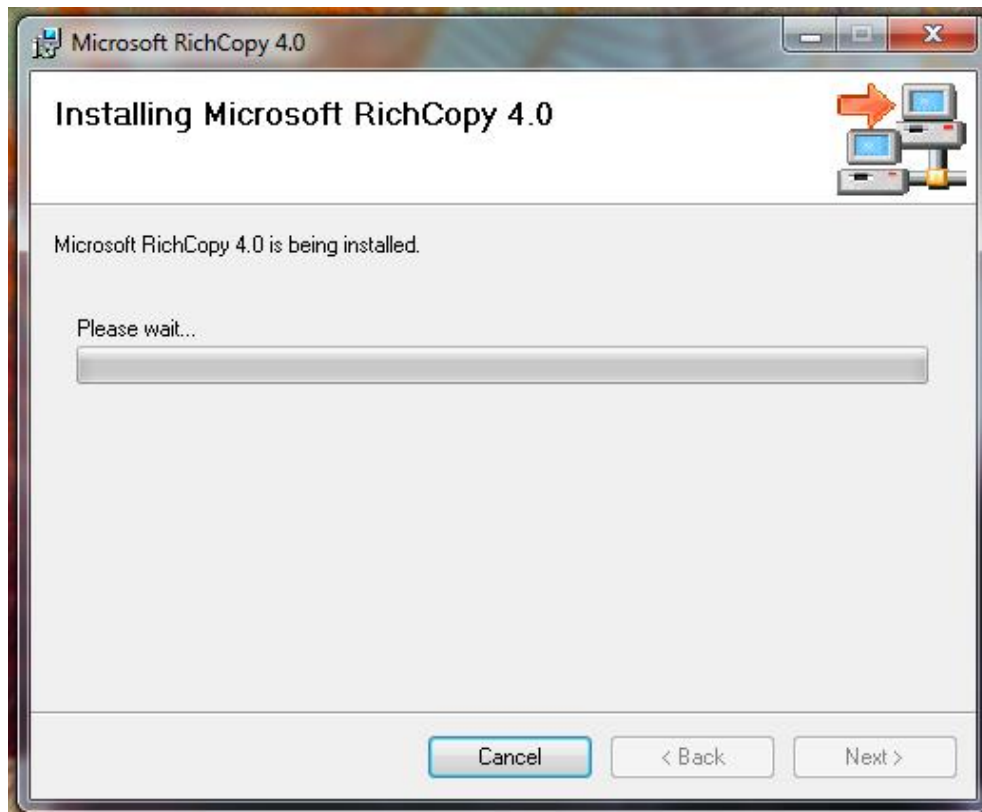 Microsoft RichCopy 4.0
Installing Microsoft RichCopy 4.0
Microsoft RichCopy 4.0 is being installed.
Please wait...
Cancel
< Back
Next >